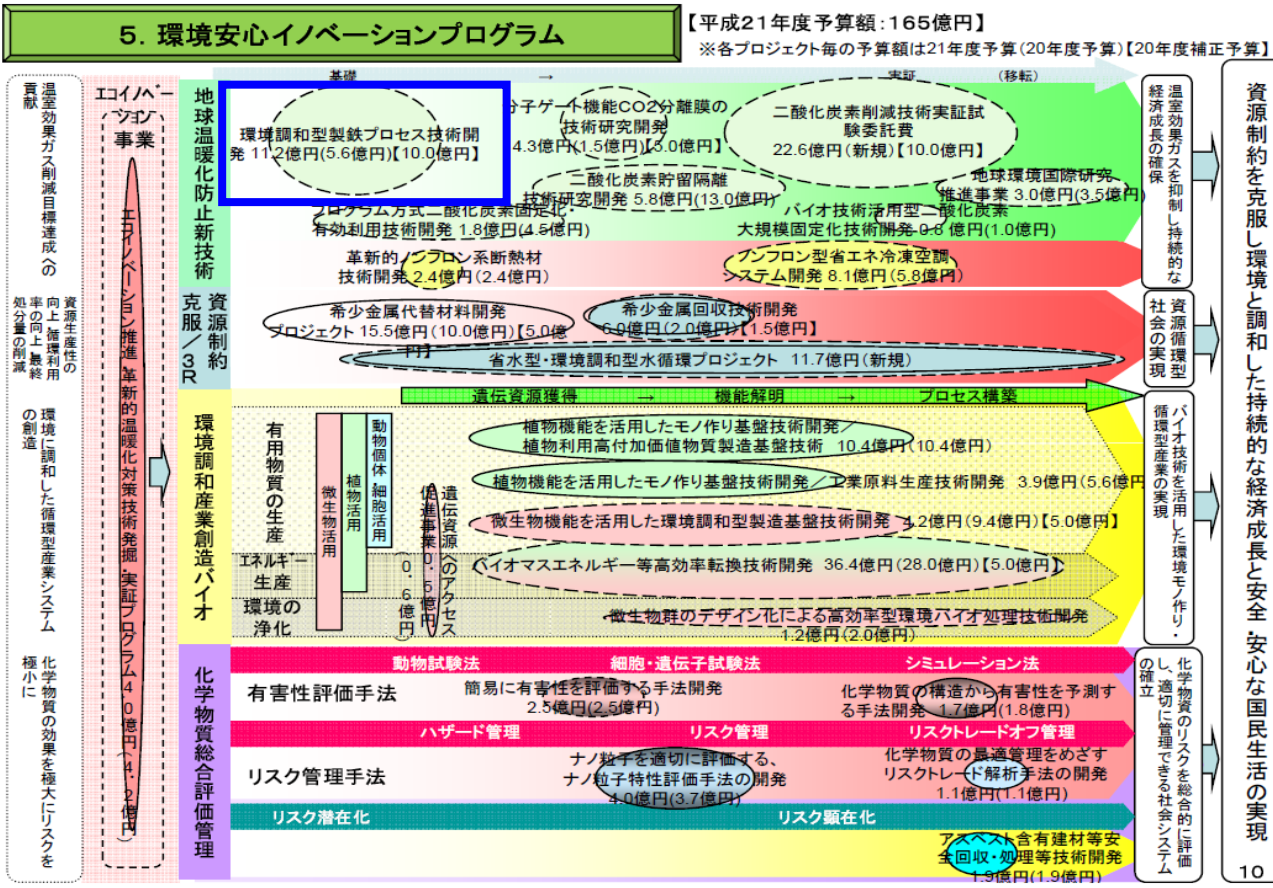 5. 環境安心イノベーションプログラム
【平成21年度予算額:165億円】
※各プロジェクト毎の予算額は21年度予算(20年度予算)【20年度補正予算】
温室効果ガス削減目標達成への
貢献
資源生産性の
向上、循環利用
率の向上、最終
処分量の削減
環境に調和した循環型産業システム
の創造
化学物質の効果を極大にリスクを
極小に
エコイノベー
ション
事業
エコイノベーション推進・革新的温暖化対策技術発掘・実証プログラム40億円(4.2億円)
地球温暖化防止新技術
基礎
→
実証
(移転)
環境調和型製鉄プロセス技術開
発 11.2億円(5.6億円)【10.0億円】
分子ゲート機能CO2分離膜の
技術研究開発
4.3億円(1.5億円)【5.0億円】
二酸化炭素削減技術実証試
験委託費
22.6億円(新規)【10.0億円】
二酸化炭素貯留隔離
技術研究開発 5.8億円(13.0億円)
地球環境国際研究
推進事業 3.0億円(3.5億円)
プログラム方式二酸化炭素固定化・
有効利用技術開発 1.8億円(4.5億円)
バイオ技術活用型二酸化炭素
大規模固定化技術開発 0.8億円(1.0億円)
革新的ノンフロン系断熱材
技術開発 2.4億円(2.4億円)
ノンフロン型省エネ冷凍空調
システム開発 8.1億円(5.8億円)
温室効果ガスを抑制し持続的な
経済成長の確保
資源制約
克服/3R
希少金属代替材料開発
プロジェクト 15.5億円(10.0億円)【5.0億
円】
希少金属回収技術開発
6.0億円(2.0億円)【1.5億円】
省水型・環境調和型水循環プロジェクト 11.7億円(新規)
資源循環型
社会の実現
環境調和産業創造バイオ
遺伝資源獲得 → 機能解明 → プロセス構築
有用物質の生産
エネルギー
生産
環境の
浄化
微生物活用
植物活用
動物個体・細胞活用
遺伝資源へのアクセス
促進事業0.5億円
(0.6億円)
植物機能を活用したモノ作り基盤技術開発/
植物利用高付加価値物質製造基盤技術 10.4億円(10.4億円)
植物機能を活用したモノ作り基盤技術開発/工業原料生産技術開発 3.9億円(5.6億円
微生物機能を活用した環境調和型製造基盤技術開発 4.2億円(9.4億円)【5.0億円】
バイオマスエネルギー等高効率転換技術開発 36.4億円(28.0億円)【5.0億円】
微生物群のデザイン化による高効率型環境バイオ処理技術開発
1.2億円(2.0億円)
バイオ技術を活用した環境モノ作り・
循環型産業の実現
化学物質総合評価管理
動物試験法
細胞・遺伝子試験法
シミュレーション法
有害性評価手法
簡易に有害性を評価する手法開発
2.5億円(2.5億円)
化学物質の構造から有害性を予測す
る手法開発 1.7億円(1.8億円)
ハザード管理
リスク管理
リスクトレードオフ管理
リスク管理手法
ナノ粒子を適切に評価する、
ナノ粒子特性評価手法の開発
4.0億円(3.7億円)
化学物質の最適管理をめざす
リスクトレード解析手法の開発
1.1億円(1.1億円)
リスク潜在化
リスク顕在化
アスベスト含有建材等安
全回収・処理等技術開発
1.9億円(1.9億円)
化学物資のリスクを総合的に評価
し、適切に管理できる社会システム
の確立
資源制約を克服し環境と調和した持続的な経済成長と安全・安心な国民生活の実現
10